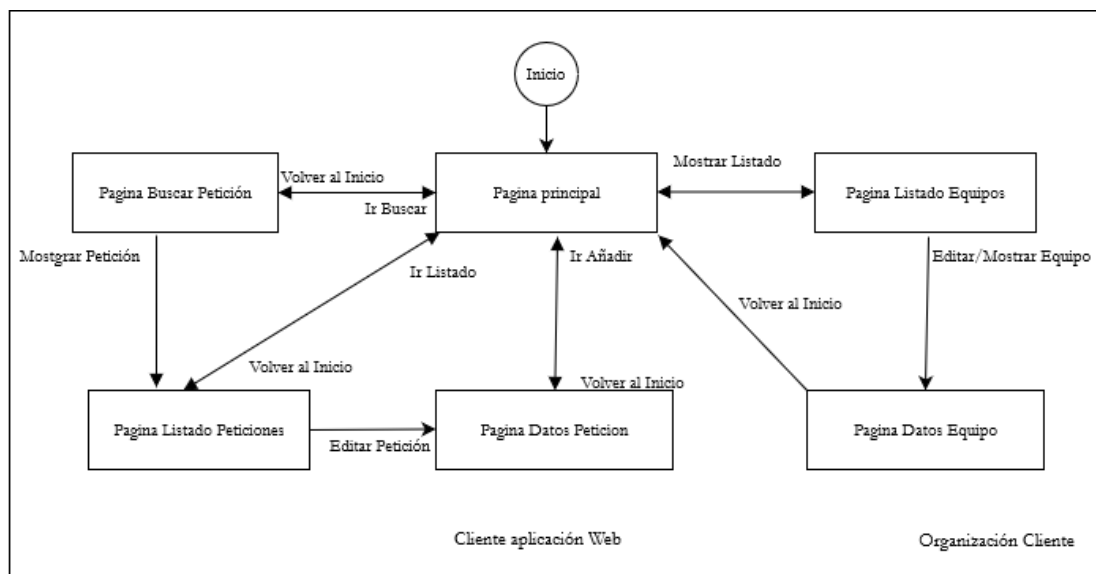 Inicio
Mostrar Listado
Pagina Buscar Petición
Volver al Inicio
Ir Buscar
Pagina principal
Pagina Listado Equipos
Mostgrar Petición
Ir Listado
Ir Añadir
Editar/Mostrar Equipo
Volver al Inicio
Volver al Inicio
Volver al Inicio
Pagina Listado Peticiones
Editar Petición
Pagina Datos Peticion
Pagina Datos Equipo
Cliente aplicación Web
Organización Cliente